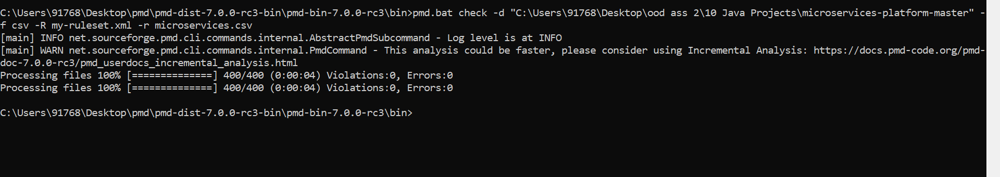 C:\Users\91768\Desktop\pmd\pmd-dist-7.0.0-rc3-bin\pmd-bin-7.0.0-rc3\bin>pmd.bat check -d "C:\Users\91768\Desktop\ood ass 2\10 Java Projects\microservices-platform-master" -
f csv -R my-ruleset.xml -r microservices.csv
[main] INFO net.sourceforge.pmd.cli.commands.internal.AbstractPmdSubcommand - Log level is at INFO
[main] WARN net.sourceforge.pmd.cli.commands.internal.PmdCommand - This analysis could be faster, please consider using Incremental Analysis: https://docs.pmd-code.org/pmd-
doc-7.0.0-rc3/pmd_userdocs_incremental_analysis.html
Processing files 100% [==============] 400/400 (0:00:04) Violations:0, Errors:0
Processing files 100% [==============] 400/400 (0:00:04) Violations:0, Errors:0
C:\Users\91768\Desktop\pmd\pmd-dist-7.0.0-rc3-bin\pmd-bin-7.0.0-rc3\bin>